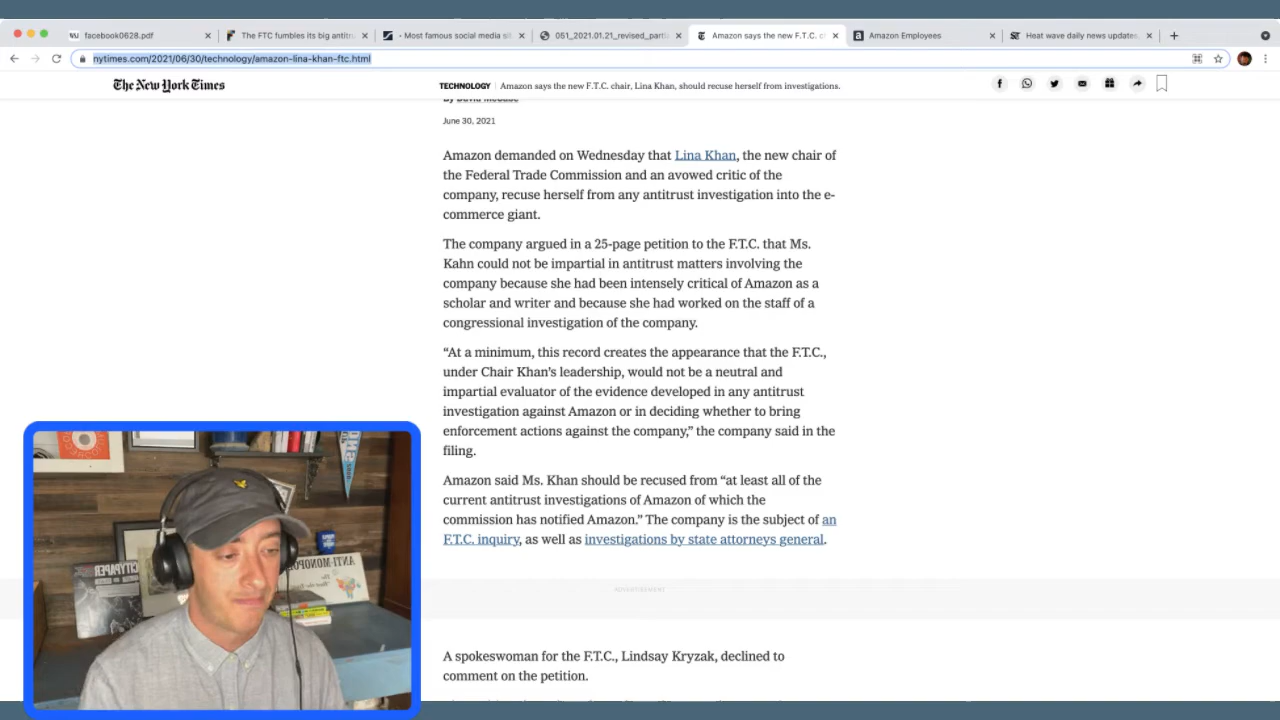 facebook0628.pdf
The FTC fumbles its big antitr
- Most famous social media si
051_2021.01.21_revised_parti
Amazon says the new F.T.C. c
Amazon Employees
Heat wave daily news updates,
nytimes.com/2021/06/30/technology/amazon-lina-khan-ftc.html
The New York Times
TECHNOLOGY | Amazon says the new F.T.C. chair, Lina Khan, should recuse herself from investigations.
By David McCabe
June 30, 2021
Amazon demanded on Wednesday that Lina Khan, the new chair of
the Federal Trade Commission and an avowed critic of the
company, recuse herself from any antitrust investigation into the e-
commerce giant.
The company argued in a 25-page petition to the F.T.C. that Ms.
Kahn could not be impartial in antitrust matters involving the
company because she had been intensely critical of Amazon as a
scholar and writer and because she had worked on the staff of a
congressional investigation of the company.
“At a minimum, this record creates the appearance that the F.T.C.,
under Chair Khan’s leadership, would not be a neutral and
impartial evaluator of the evidence developed in any antitrust
investigation against Amazon or in deciding whether to bring
enforcement actions against the company,” the company said in the
filing.
Amazon said Ms. Khan should be recused from “at least all of the
current antitrust investigations of Amazon of which the
commission has notified Amazon.” The company is the subject of an
F.T.C. inquiry, as well as investigations by state attorneys general.
ADVERTISEMENT
A spokeswoman for the F.T.C., Lindsay Kryzak, declined to
comment on the petition.
CITYPAPER
ANTI-MONOPO